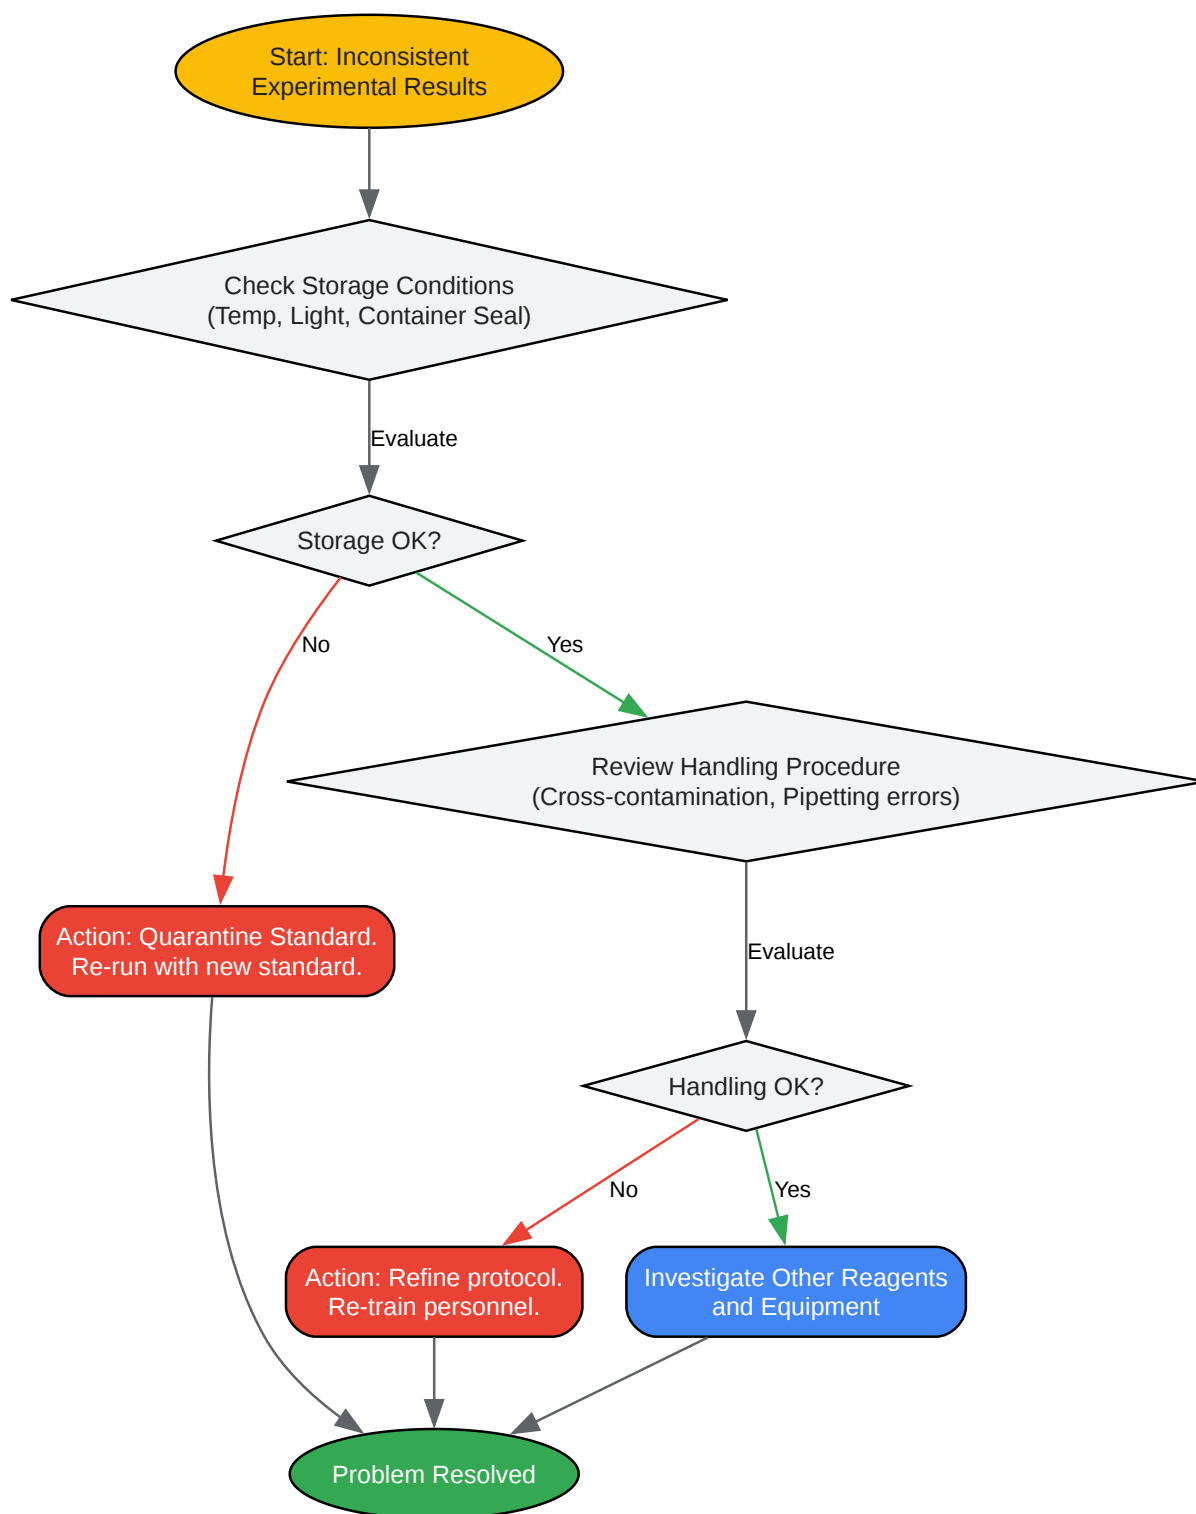 Start: Inconsistent
Experimental Results
Check Storage Conditions
(Temp, Light, Container Seal)
Evaluate
Storage OK?
No
Yes
Review Handling Procedure
(Cross-contamination, Pipetting errors)
Action: Quarantine Standard.
Re-run with new standard.
Evaluate
Handling OK?
No
Yes
Action: Refine protocol.
Re-train personnel.
Investigate Other Reagents
and Equipment
Problem Resolved